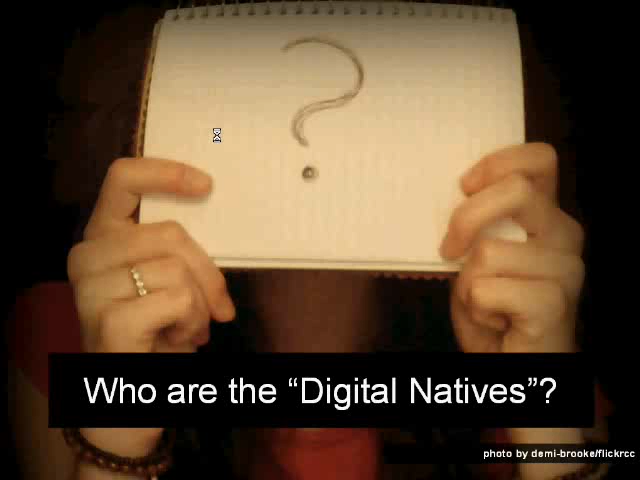 ?
Who are the “Digital Natives”?
photo by demi-brooke/flickrcc